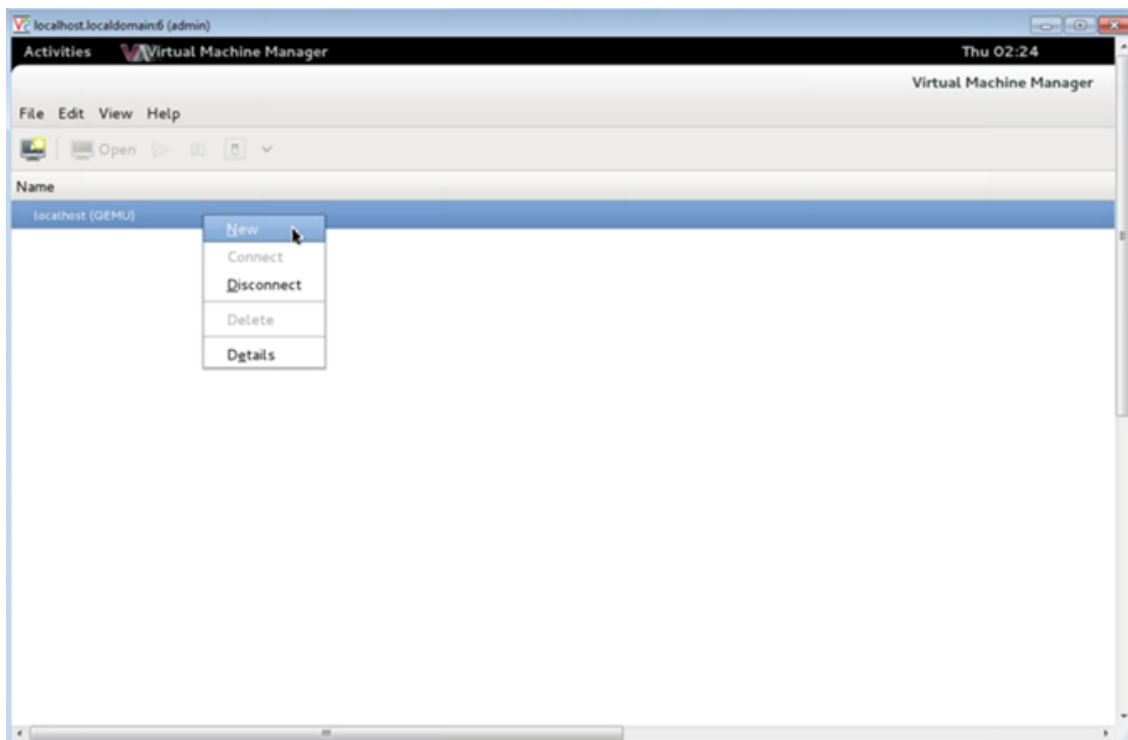 localhost.localdomain:6 (admin)
Activities Virtual Machine Manager Thu 02:24
Virtual Machine Manager
File Edit View Help
Open
Name
localhost (QEMU)
New
Connect
Disconnect
Delete
Details